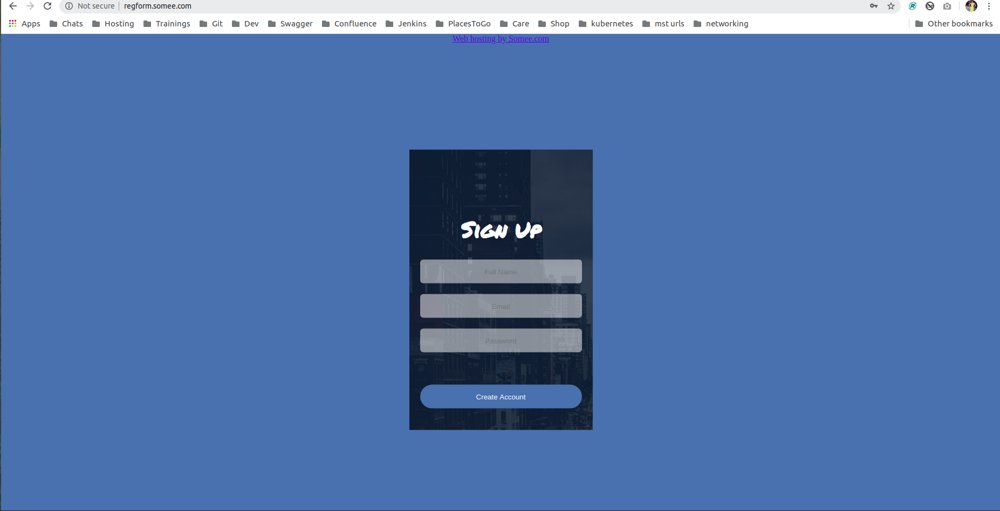 Not secure regform.somee.com
Apps Chats Hosting Trainings Git Dev Swagger Confluence Jenkins PlacesToGo Care Shop kubernetes mst urls networking Other bookmarks
Web hosting by Somee.com
Sign Up
Full Name
Email
Password
Create Account